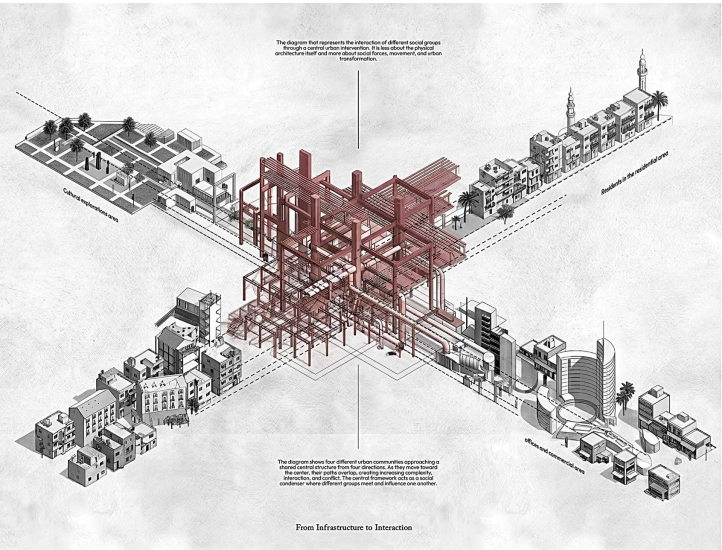 The diagram that represents the interaction of different social groups
through a central urban intervention. It is less about the physical
architecture itself and more about social forces, movement, and urban
transformation.
Cultural explorations area
Residents in the residential area
offices and commercial area
The diagram shows four different urban communities approaching a
shared central structure from four directions. As they move toward
the center, their paths overlap, creating increasing complexity,
interaction, and conflict. The central framework acts as a social
condenser where different groups meet and influence one another.
From Infrastructure to Interaction